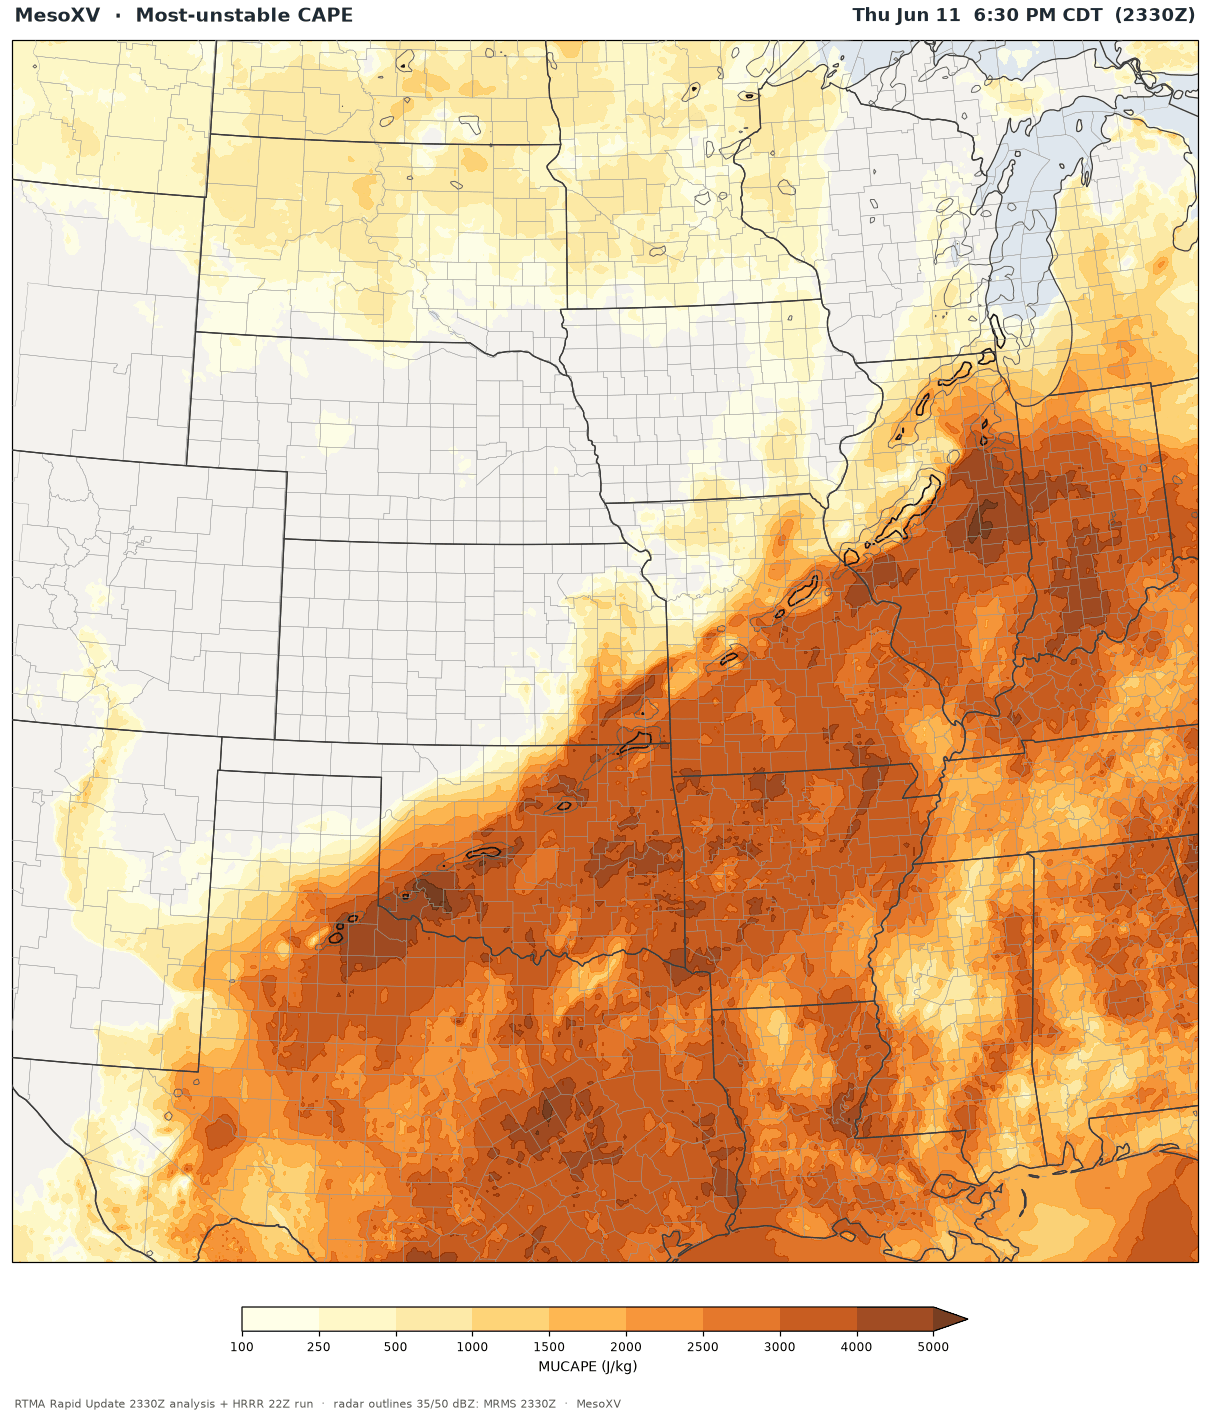 MesoXV · Most-unstable CAPE
Thu Jun 11 6:30 PM CDT (2330Z)
100 250 500 1000 1500 2000 2500 3000 4000 5000
MUCAPE (J/kg)
RTMA Rapid Update 2330Z analysis + HRRR 22Z run · radar outlines 35/50 dBZ: MRMS 2330Z · MesoXV